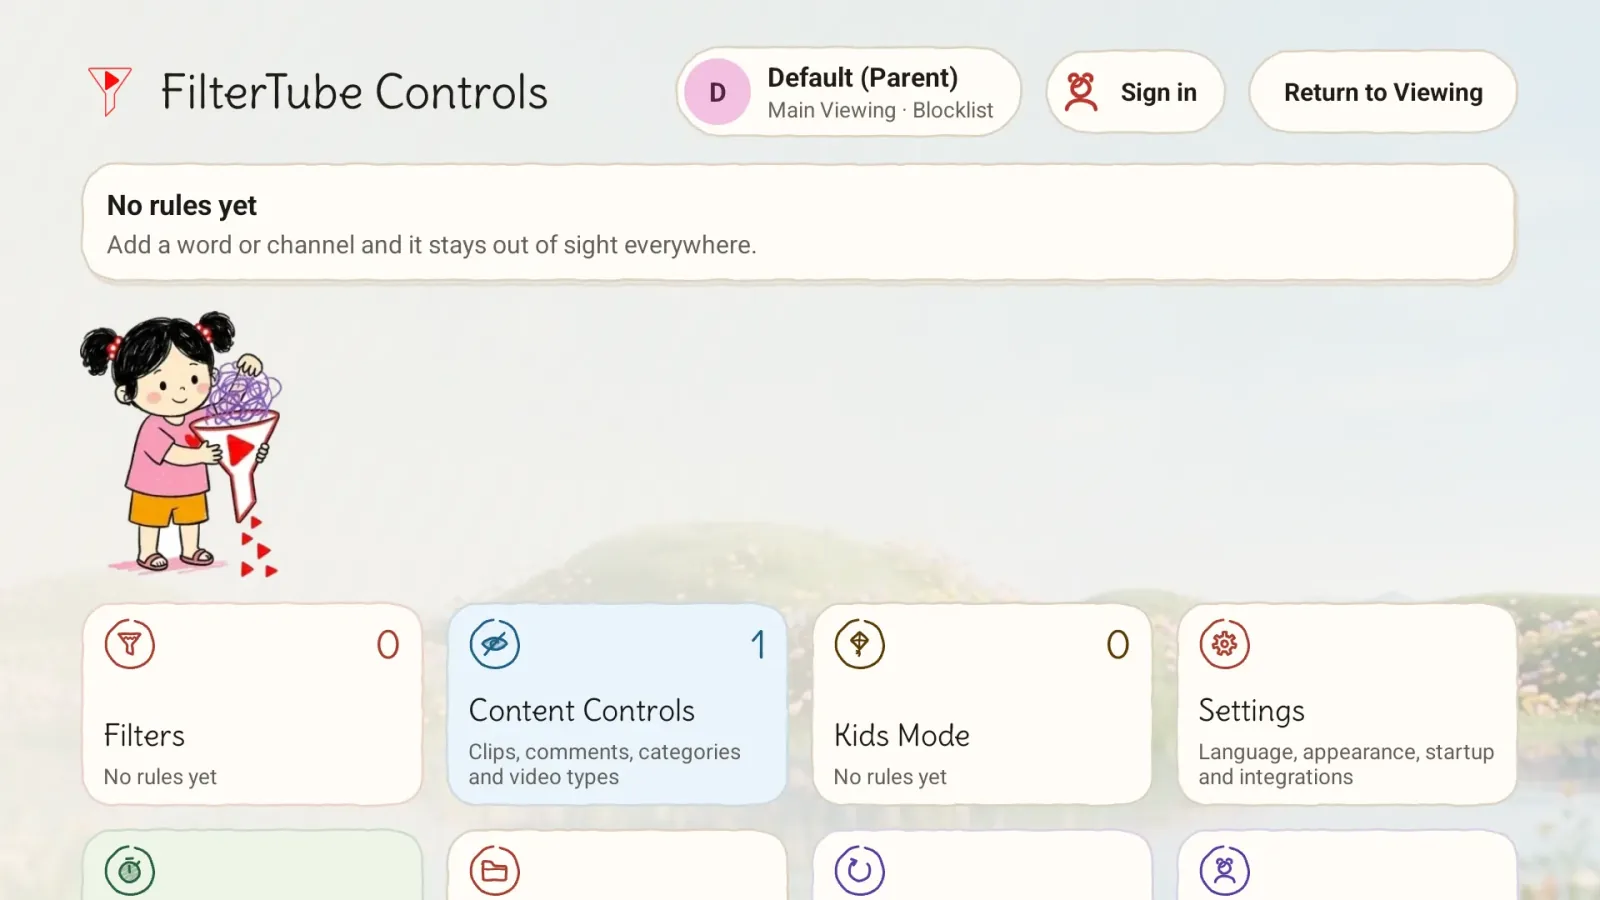 FilterTube Controls
D
Default (Parent)
Main Viewing · Blocklist
Sign in
Return to Viewing
No rules yet
Add a word or channel and it stays out of sight everywhere.
0
Filters
No rules yet
1
Content Controls
Clips, comments, categories
and video types
0
Kids Mode
No rules yet
Settings
Language, appearance, startup
and integrations